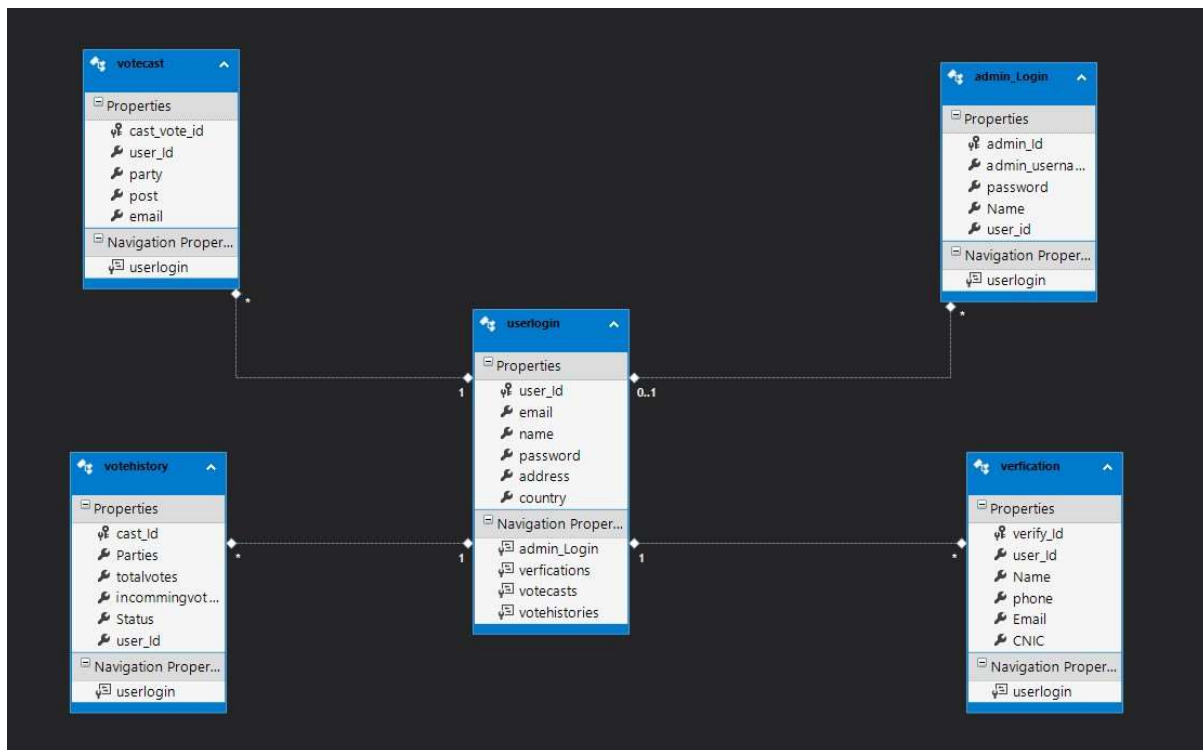 votecast
Properties
cast_vote_id
user_Id
party
post
email
Navigation Proper...
userlogin
*
admin_Login
Properties
admin_Id
admin_userna...
password
Name
user_id
Navigation Proper...
userlogin
*
userlogin
Properties
user_Id
email
name
password
address
country
Navigation Proper...
admin_Login
verfications
votecasts
votehistories
1
0..1
1
1
votehistory
Properties
cast_Id
Parties
totalvotes
incommingvot...
Status
user_Id
Navigation Proper...
userlogin
*
verfication
Properties
verify_Id
user_Id
Name
phone
Email
CNIC
Navigation Proper...
userlogin
*